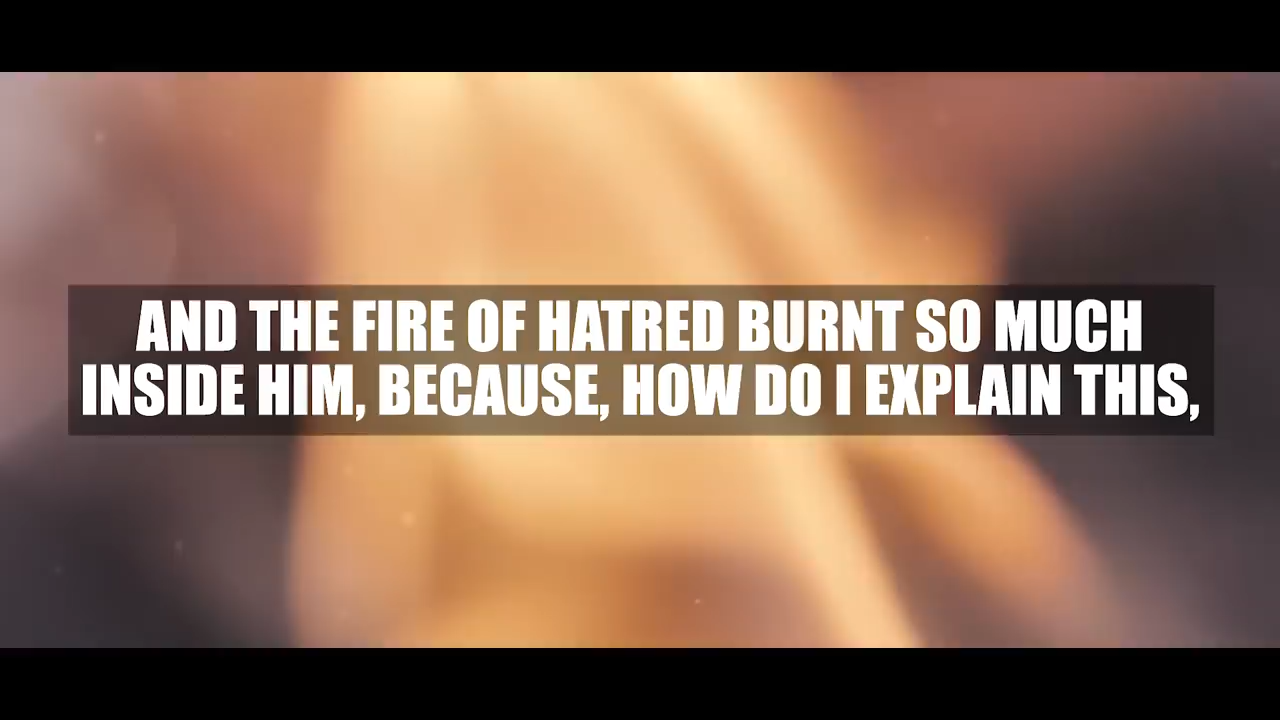 AND THE FIRE OF HATRED BURNT SO MUCH
INSIDE HIM, BECAUSE, HOW DO I EXPLAIN THIS,